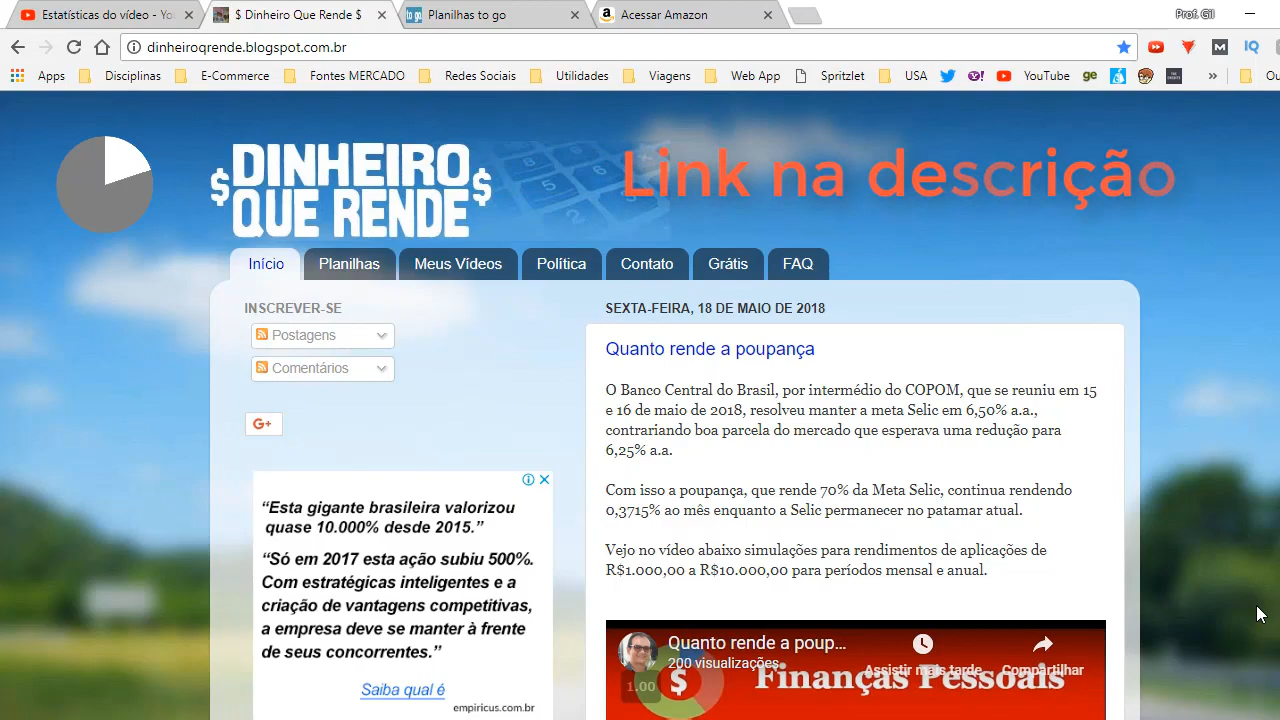 Estatísticas do vídeo - Yo
$ Dinheiro Que Rende $
Planilhas to go
Acessar Amazon
Prof. Gil
dinheiroqrende.blogspot.com.br
Apps
Disciplinas
E-Commerce
Fontes MERCADO
Redes Sociais
Utilidades
Viagens
Web App
Spritzlet
USA
YouTube
ge
»
Ou
$DINHEIRO
QUE RENDE$
Link na descrição
Início
Planilhas
Meus Vídeos
Política
Contato
Grátis
FAQ
INSCREVER-SE
Postagens
Comentários
G+
“Esta gigante brasileira valorizou
quase 10.000% desde 2015.”
“Só em 2017 esta ação subiu 500%.
Com estratégicas inteligentes e a
criação de vantagens competitivas,
a empresa deve se manter à frente
de seus concorrentes.”
Saiba qual é
empiricus.com.br
SEXTA-FEIRA, 18 DE MAIO DE 2018
Quanto rende a poupança
O Banco Central do Brasil, por intermédio do COPOM, que se reuniu em 15
e 16 de maio de 2018, resolveu manter a meta Selic em 6,50% a.a.,
contrariando boa parcela do mercado que esperava uma redução para
6,25% a.a.
Com isso a poupança, que rende 70% da Meta Selic, continua rendendo
0,3715% ao mês enquanto a Selic permanecer no patamar atual.
Vejo no vídeo abaixo simulações para rendimentos de aplicações de
R$1.000,00 a R$10.000,00 para períodos mensal e anual.
Quanto rende a poup...
200 visualizações
Assistir mais tarde
Compartilhar
1.00
$
Finanças Pessoais